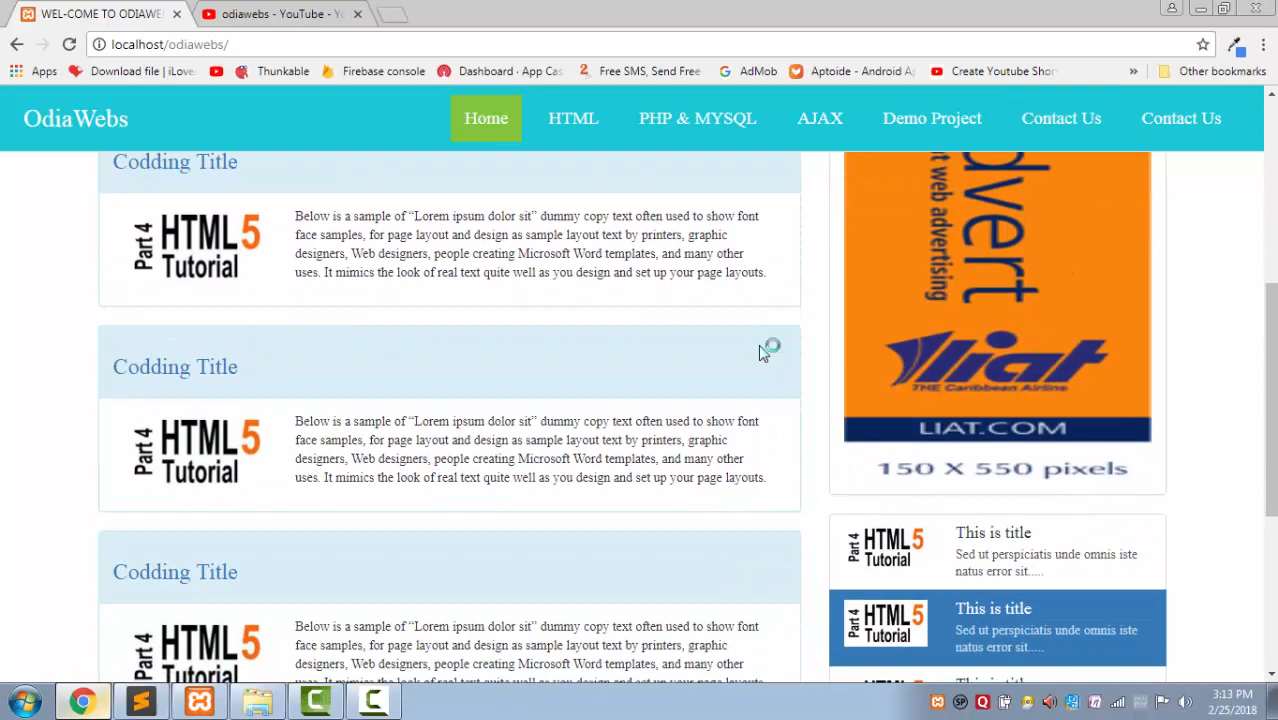 WEL-COME TO ODIAWE
odiawebs - YouTube - Yo
localhost/odiawebs/
Apps
Download file | iLove
Thunkable
Firebase console
Dashboard · App Cas
Free SMS, Send Free
AdMob
Aptoide - Android Ap
Create Youtube Shor
»
Other bookmarks
OdiaWebs
Home
HTML
PHP & MYSQL
AJAX
Demo Project
Contact Us
Contact Us
Codding Title
Part 4
HTML5
Tutorial
Below is a sample of “Lorem ipsum dolor sit” dummy copy text often used to show font
face samples, for page layout and design as sample layout text by printers, graphic
designers, Web designers, people creating Microsoft Word templates, and many other
uses. It mimics the look of real text quite well as you design and set up your page layouts.
Codding Title
Part 4
HTML5
Tutorial
Below is a sample of “Lorem ipsum dolor sit” dummy copy text often used to show font
face samples, for page layout and design as sample layout text by printers, graphic
designers, Web designers, people creating Microsoft Word templates, and many other
uses. It mimics the look of real text quite well as you design and set up your page layouts.
Codding Title
Part 4
HTML5
Tutorial
Below is a sample of “Lorem ipsum dolor sit” dummy copy text often used to show font
face samples, for page layout and design as sample layout text by printers, graphic
designers, Web designers, people creating Microsoft Word templates, and many other
dvert
nt web advertising
liat
THE Caribbean Airline
LIAT.COM
150 X 550 pixels
Part 4
HTML5
Tutorial
This is title
Sed ut perspiciatis unde omnis iste
natus error sit.....
Part 4
HTML5
Tutorial
This is title
Sed ut perspiciatis unde omnis iste
natus error sit.....
This is title
3:13 PM
2/25/2018